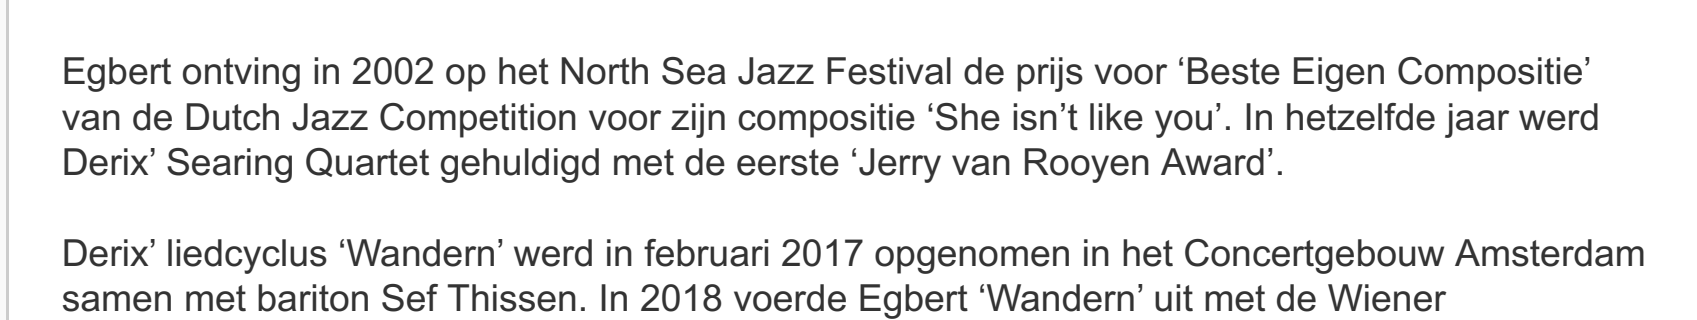 Egbert ontving in 2002 op het North Sea Jazz Festival de prijs voor ‘Beste Eigen Compositie’
van de Dutch Jazz Competition voor zijn compositie ‘She isn’t like you’. In hetzelfde jaar werd
Derix’ Searing Quartet gehuldigd met de eerste ‘Jerry van Rooyen Award’.
Derix’ liedcyclus ‘Wandern’ werd in februari 2017 opgenomen in het Concertgebouw Amsterdam
samen met bariton Sef Thissen. In 2018 voerde Egbert ‘Wandern’ uit met de Wiener